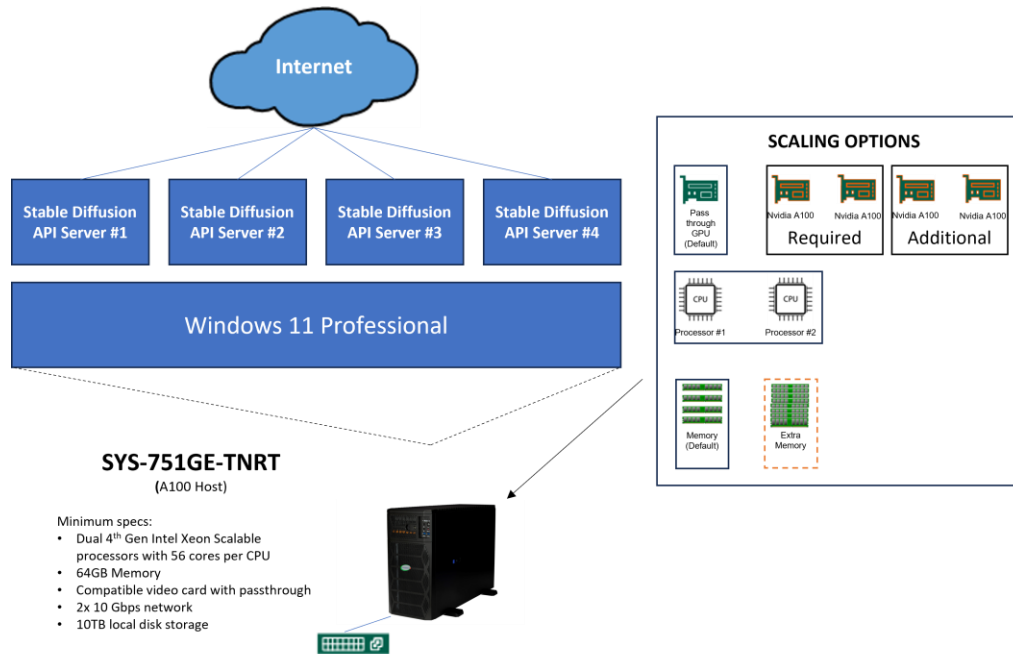 Internet
Stable Diffusion
API Server #1
Stable Diffusion
API Server #2
Stable Diffusion
API Server #3
Stable Diffusion
API Server #4
Windows 11 Professional
SYS-751GE-TNRT
(A100 Host)
Minimum specs:
• Dual 4th Gen Intel Xeon Scalable
processors with 56 cores per CPU
• 64GB Memory
• Compatible video card with passthrough
• 2x 10 Gbps network
• 10TB local disk storage
SCALING OPTIONS
Pass
through
GPU
(Default)
Nvidia A100
Nvidia A100
Required
Nvidia A100
Nvidia A100
Additional
CPU
Processor #1
CPU
Processor #2
Memory
(Default)
Extra
Memory